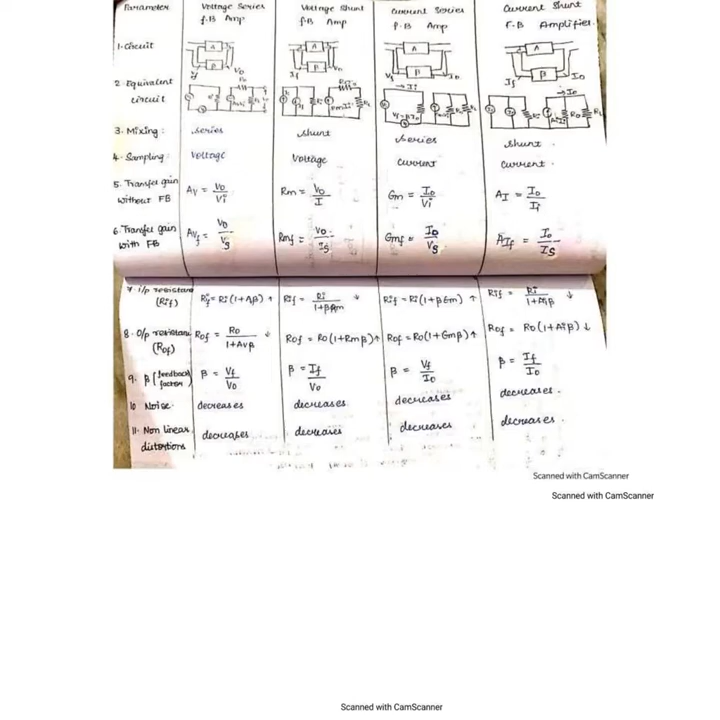 Parameter Voltage Series f.B Amp Voltage Shunt f.B Amp Current Series f.B Amp Current Shunt F.B Amplifier
1. Circuit
2. Equivalent circuit
3. Mixing : series shunt series shunt.
4. Sampling : Voltage Voltage current current.
5. Transfer gain without FB Av = Vo/Vi Rm = Vo/I Gm = Io/Vi AI = Io/Ii
6. Transfer gain with FB Avf = Vo/Vs Rmf = Vo/Is Gmf = Io/Vs AIf = Io/Is
7. i/p resistance (Rif) Rif = Ri(1+Aβ) ↑ Rif = Ri/1+βRm ↓ Rif = Ri(1+βGm) ↑ Rif = Ri/1+Aiβ ↓
8. O/p resistance (Rof) Rof = Ro/1+Avβ Rof = Ro(1+Rmβ)↑ Rof = Ro(1+Gmβ)↑ Rof = Ro(1+Aiβ)↓
9. β (feedback factor) β = Vf/Vo β = If/Vo β = Vf/Io β = If/Io
10 Noise. decreases decreases decreases decreases.
11. Non linear distortions decreases decreases decreases decreases.
Scanned with CamScanner
Scanned with CamScanner
Scanned with CamScanner